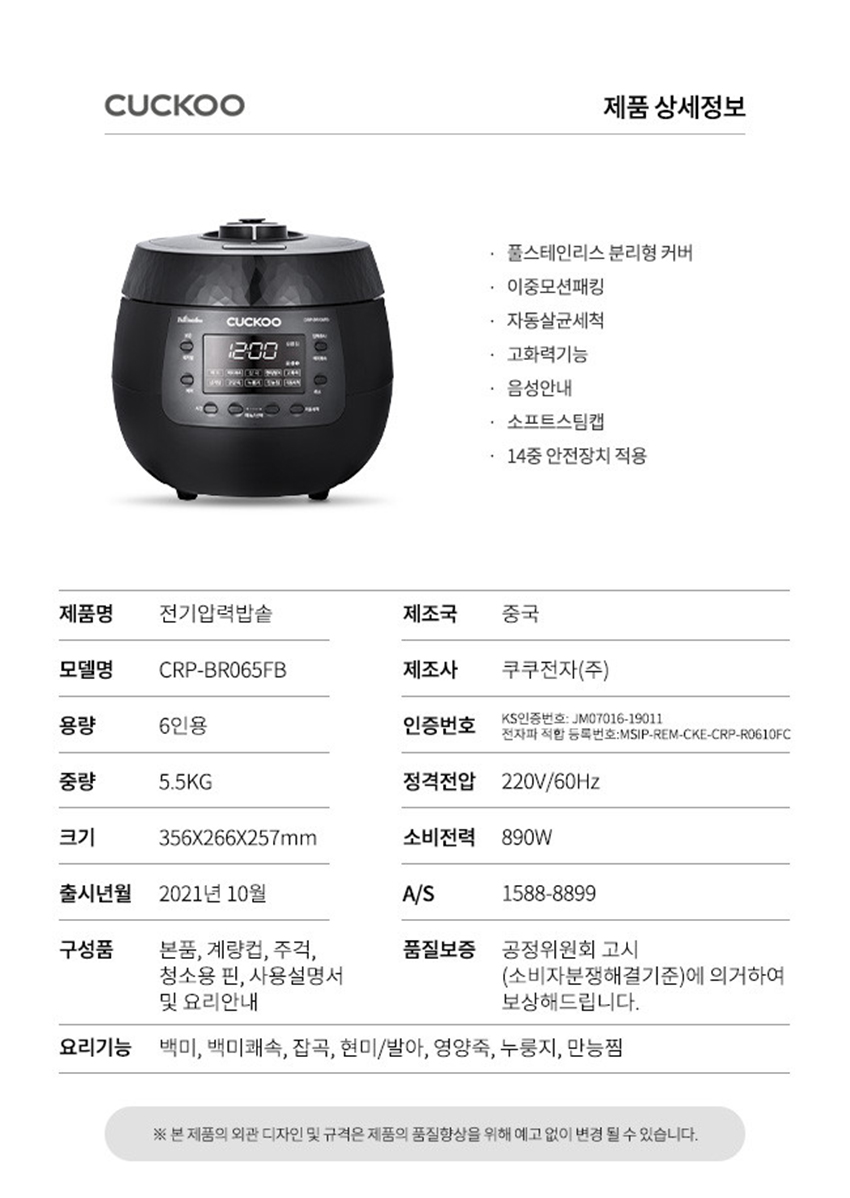 CUCKOO
제품 상세정보
· 풀스테인리스 분리형 커버
· 이중모션패킹
· 자동살균세척
· 고화력기능
· 음성안내
· 소프트스팀캡
· 14중 안전장치 적용
CUCKOO
12:00
제품명 전기압력밥솥
제조국 중국
모델명 CRP-BR065FB
제조사 쿠쿠전자(주)
용량 6인용
인증번호 KS인증번호: JM07016-19011
전자파 적합 등록번호:MSIP-REM-CKE-CRP-R0610FC
중량 5.5KG
정격전압 220V/60Hz
크기 356X266X257mm
소비전력 890W
출시년월 2021년 10월
A/S 1588-8899
구성품 본품, 계량컵, 주걱,
청소용 핀, 사용설명서
및 요리안내
품질보증 공정위원회 고시
(소비자분쟁해결기준)에 의거하여
보상해드립니다.
요리기능 백미, 백미쾌속, 잡곡, 현미/발아, 영양죽, 누룽지, 만능찜
※ 본 제품의 외관 디자인 및 규격은 제품의 품질향상을 위해 예고 없이 변경 될 수 있습니다.